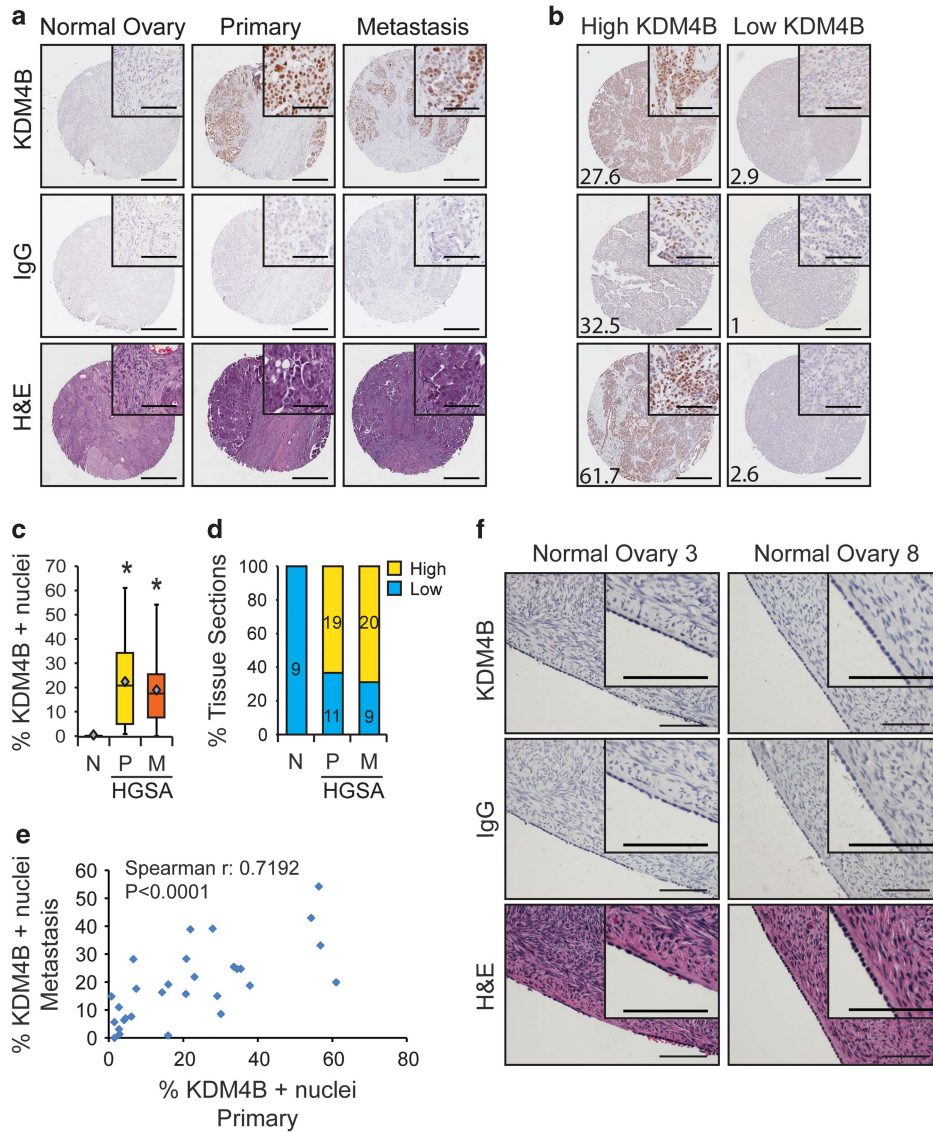 a
Normal Ovary Primary Metastasis
KDM4B
IgG
H&E
b
High KDM4B Low KDM4B
27.6 2.9
32.5 1
61.7 2.6
c
% KDM4B + nuclei
70
60
50
40
30
20
10
0
* *
N P M
HGSA
d
% Tissue Sections
100
80
60
40
20
0
High
Low
19 20
9 11 9
N P M
HGSA
e
% KDM4B + nuclei
Metastasis
Spearman r: 0.7192
P<0.0001
60
50
40
30
20
10
0
0 20 40 60 80
% KDM4B + nuclei
Primary
f
Normal Ovary 3 Normal Ovary 8
KDM4B
IgG
H&E